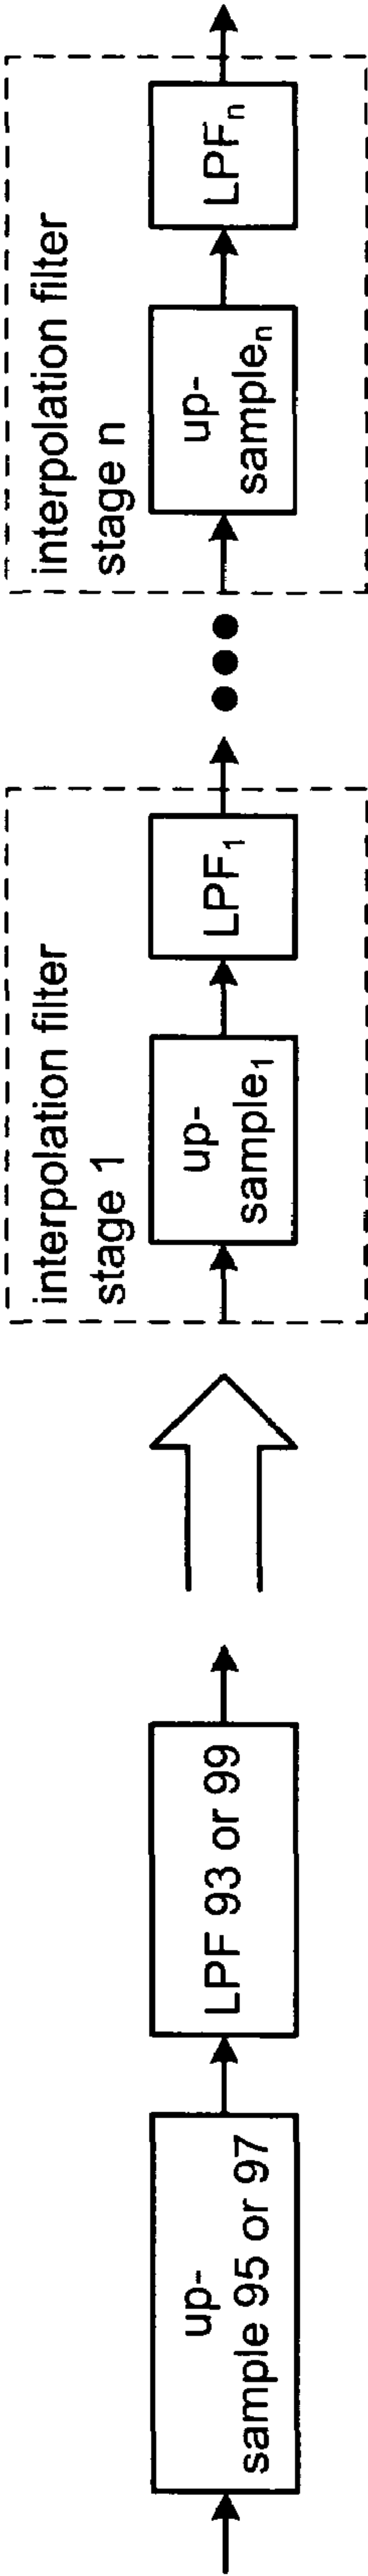 up-
sample 95 or 97
LPF 93 or 99
interpolation filter
stage 1
up-
sample₁
LPF₁
interpolation filter
stage n
up-
sampleₙ
LPFₙ